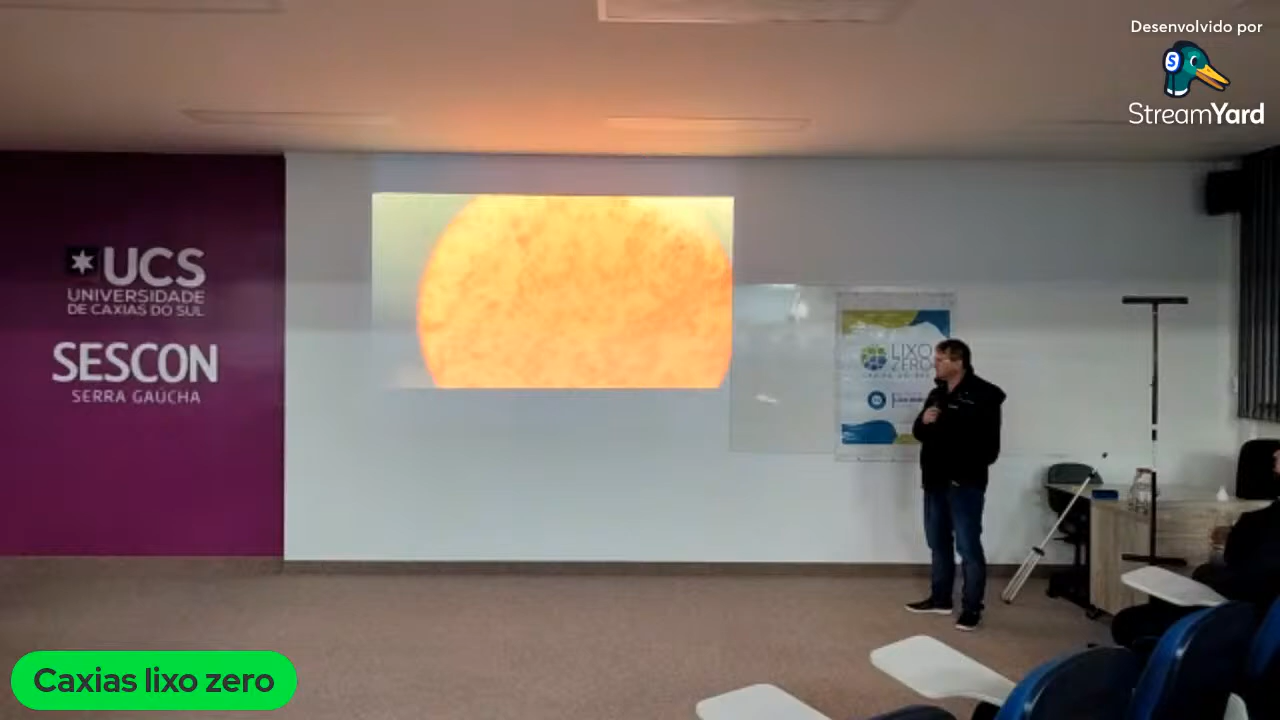 Desenvolvido por
StreamYard
UCS
UNIVERSIDADE
DE CAXIAS DO SUL
SESCON
SERRA GAÚCHA
LIXO
ZERO
Caxias lixo zero